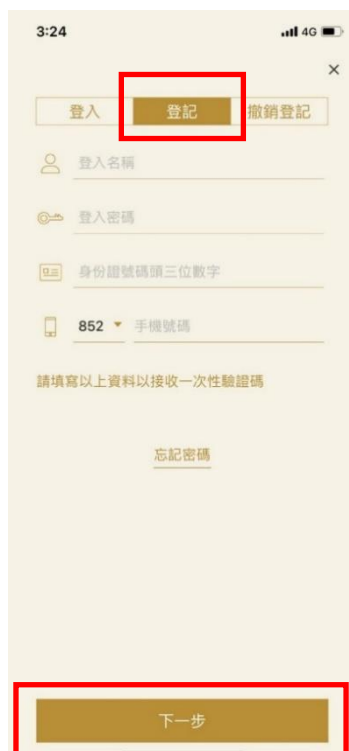 3:24 4G
×
登入 登記 撤銷登記
登入名稱
登入密碼
身份證號碼頭三位數字
852 手機號碼
請填寫以上資料以接收一次性驗證碼
忘記密碼
下一步